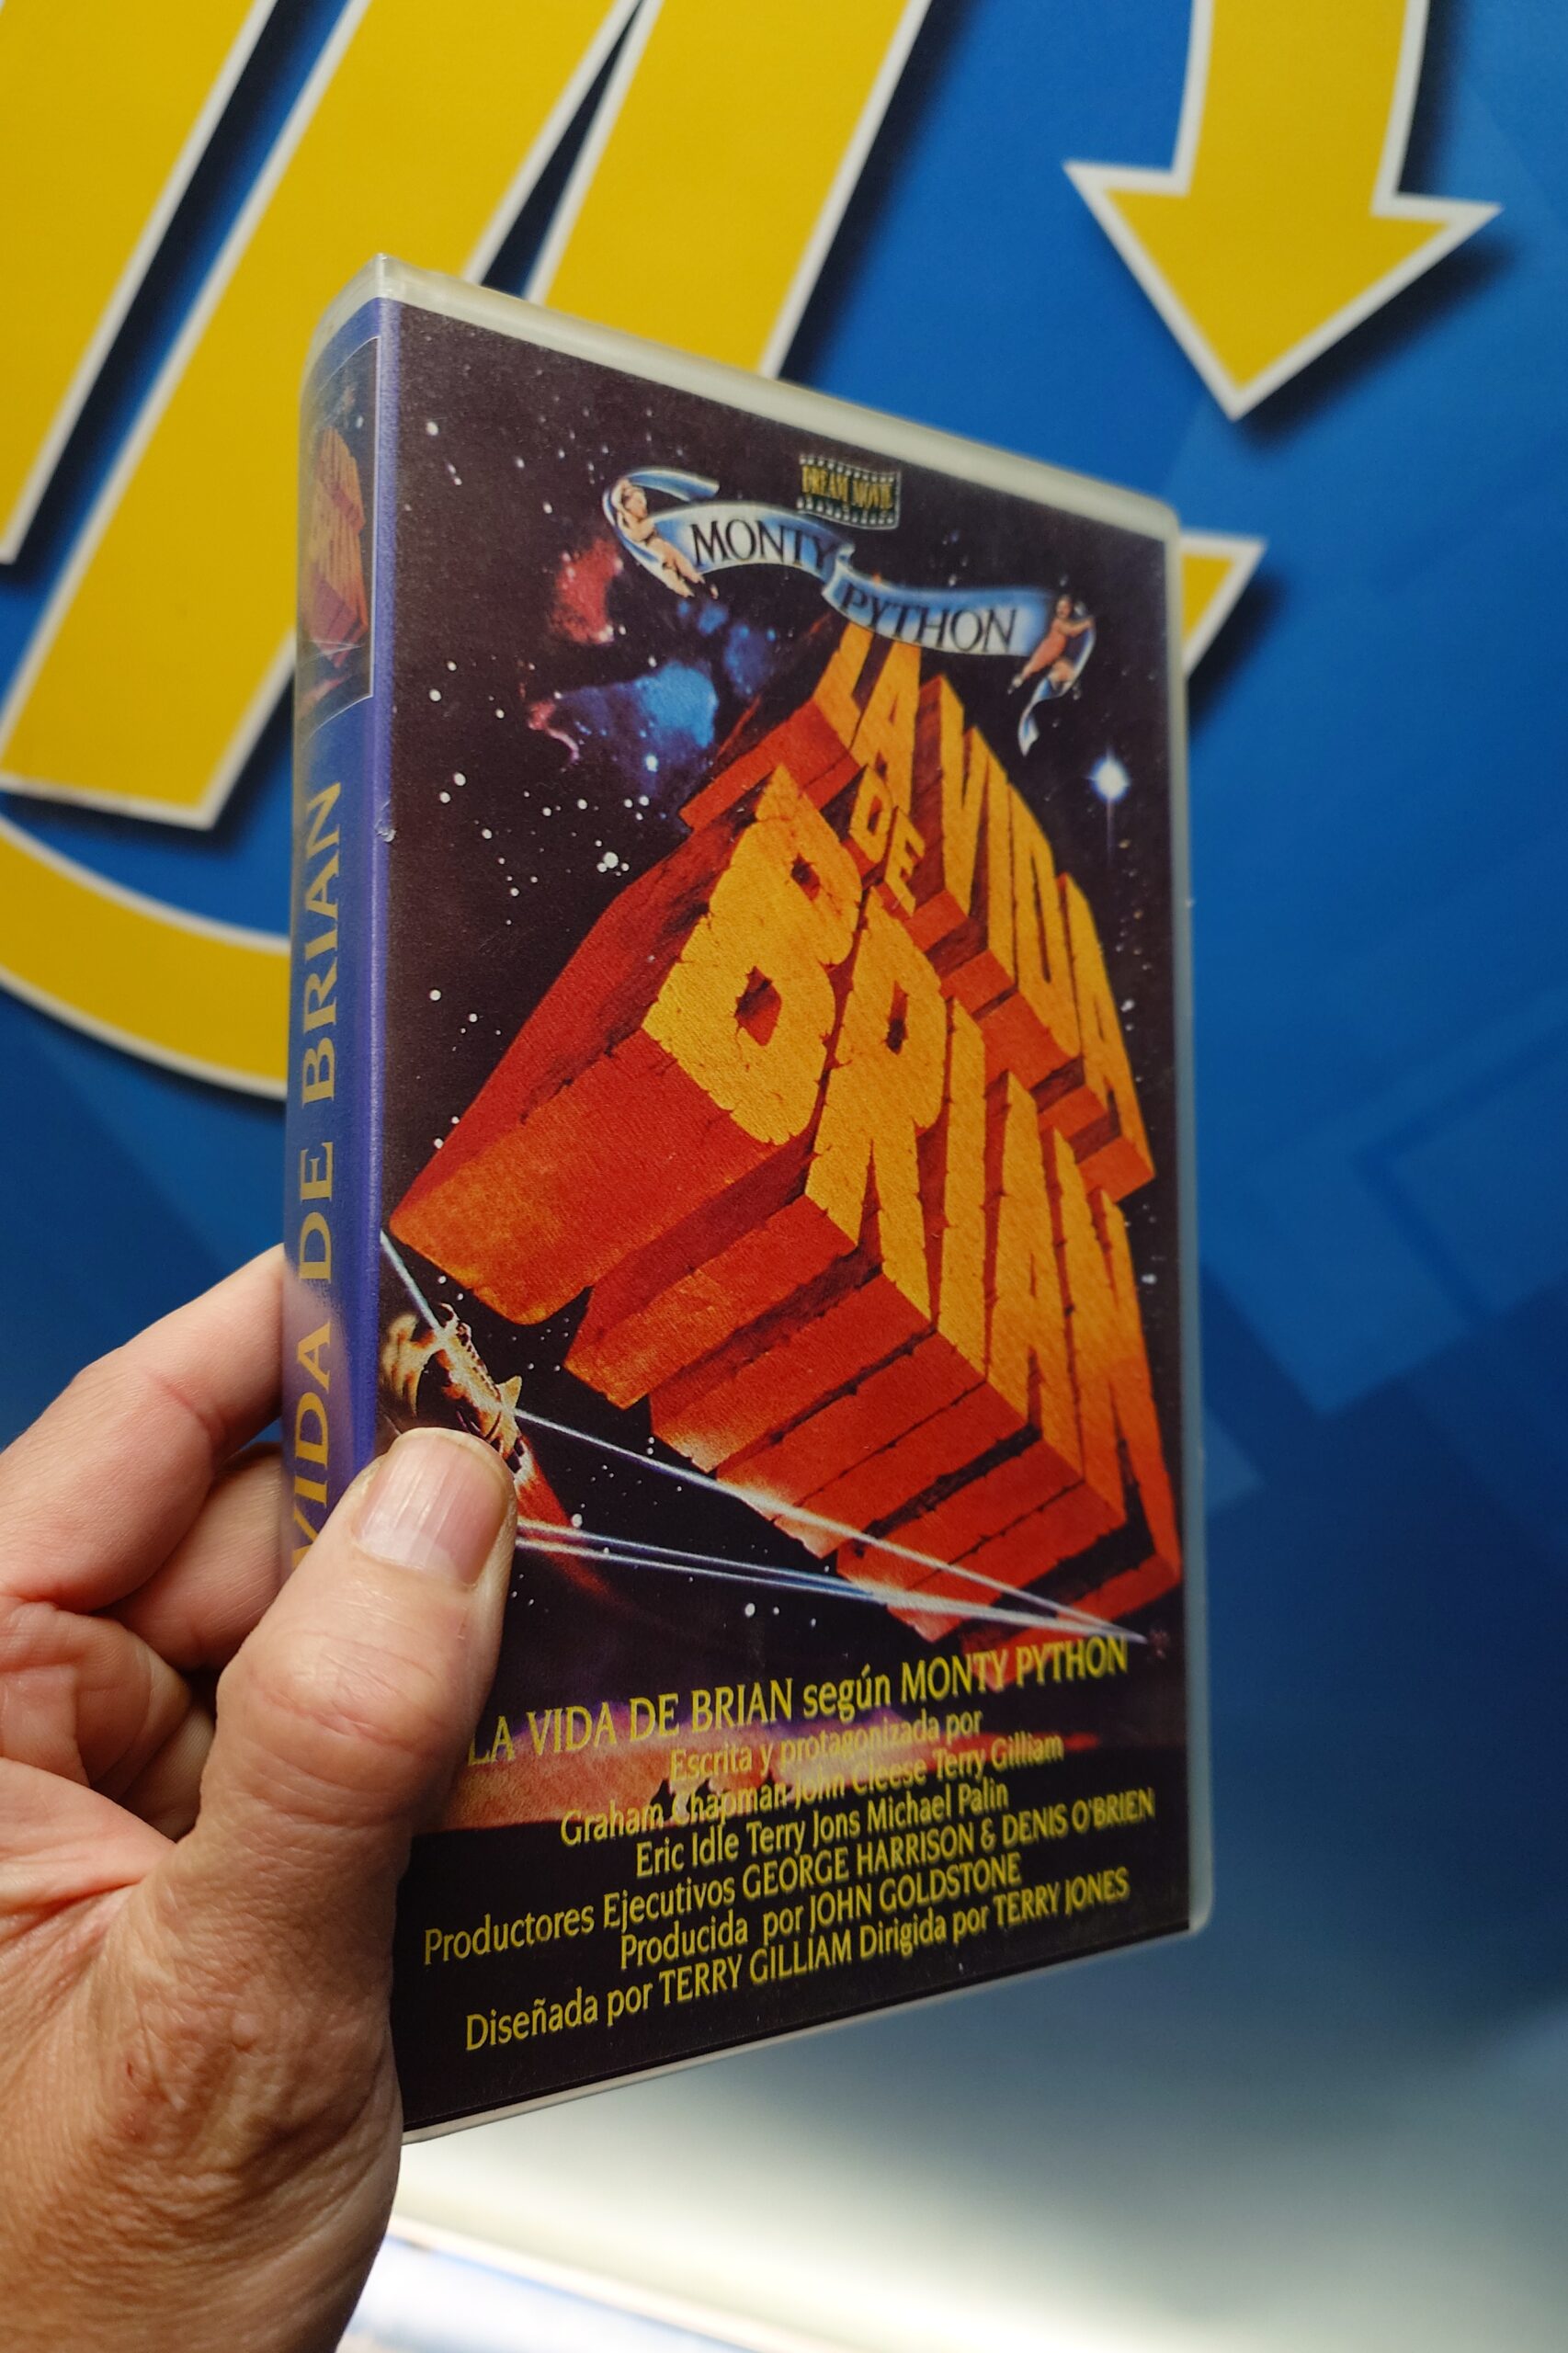 DREAM MOVIE
MONTY PYTHON
LA VIDA
DE
BRIAN
VIDA DE BRIAN
LA VIDA DE BRIAN según MONTY PYTHON
Escrita y protagonizada por
Graham Chapman John Cleese Terry Gilliam
Eric Idle Terry Jons Michael Palin
Productores Ejecutivos GEORGE HARRISON & DENIS O'BRIEN
Producida por JOHN GOLDSTONE
Diseñada por TERRY GILLIAM Dirigida por TERRY JONES